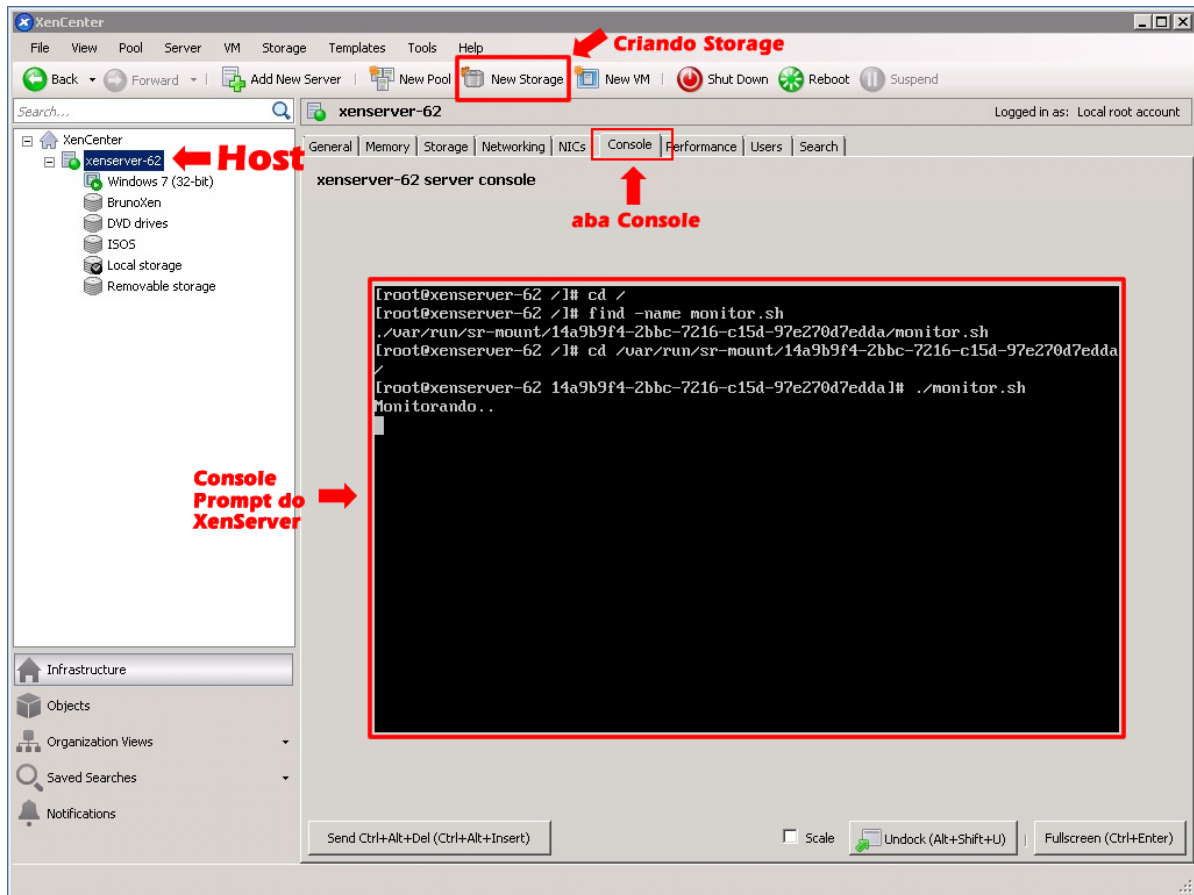 XenCenter
File View Pool Server VM Storage Templates Tools Help
Criando Storage
Back Forward Add New Server New Pool New Storage New VM Shut Down Reboot Suspend
Search...
xenserver-62 Logged in as: Local root account
XenCenter
xenserver-62
Host
Windows 7 (32-bit)
BrunoXen
DVD drives
ISOS
Local storage
Removable storage
General Memory Storage Networking NICs Console Performance Users Search
xenserver-62 server console
aba Console
[root@xenserver-62 /]# cd /
[root@xenserver-62 /]# find -name monitor.sh
./var/run/sr-mount/14a9b9f4-2bbc-7216-c15d-97e270d7edda/monitor.sh
[root@xenserver-62 /]# cd /var/run/sr-mount/14a9b9f4-2bbc-7216-c15d-97e270d7edda
/
[root@xenserver-62 14a9b9f4-2bbc-7216-c15d-97e270d7edda]# ./monitor.sh
Monitorando..
Console
Prompt do
XenServer
Infrastructure
Objects
Organization Views
Saved Searches
Notifications
Send Ctrl+Alt+Del (Ctrl+Alt+Insert) Scale Undock (Alt+Shift+U) Fullscreen (Ctrl+Enter)